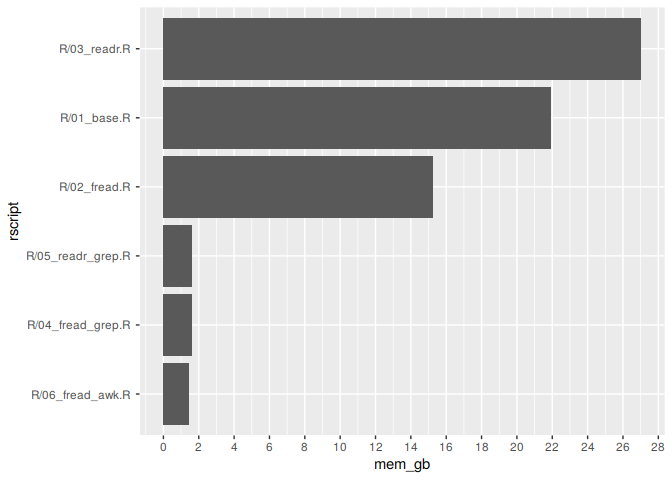 R/03_readr.R
R/01_base.R
R/02_fread.R
R/05_readr_grep.R
R/04_fread_grep.R
R/06_fread_awk.R
rscript
0 2 4 6 8 10 12 14 16 18 20 22 24 26 28
mem_gb